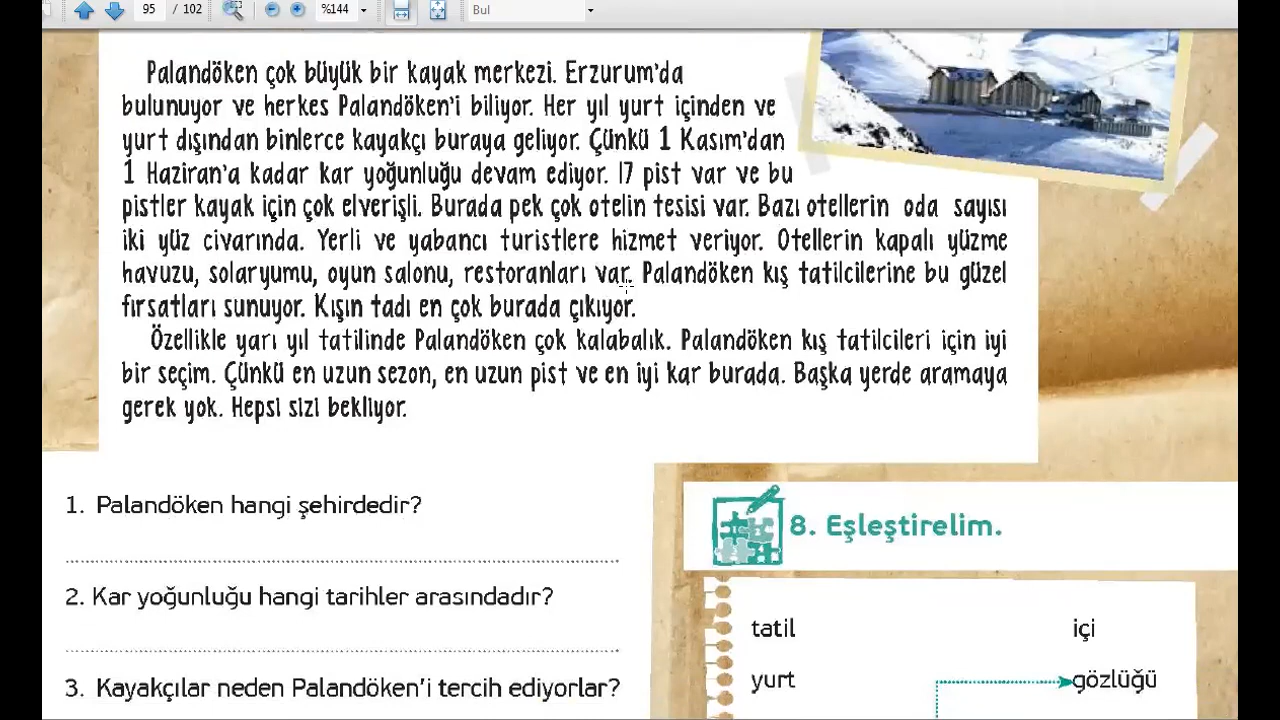 95 / 102 %144 Bul
Palandöken çok büyük bir kayak merkezi. Erzurum'da
bulunuyor ve herkes Palandöken'i biliyor. Her yıl yurt içinden ve
yurt dışından binlerce kayakçı buraya geliyor. Çünkü 1 Kasım'dan
1 Haziran'a kadar kar yoğunluğu devam ediyor. 17 pist var ve bu
pistler kayak için çok elverişli. Burada pek çok otelin tesisi var. Bazı otellerin oda sayısı
iki yüz civarında. Yerli ve yabancı turistlere hizmet veriyor. Otellerin kapalı yüzme
havuzu, solaryumu, oyun salonu, restoranları var. Palandöken kış tatilcilerine bu güzel
fırsatları sunuyor. Kışın tadı en çok burada çıkıyor.
Özellikle yarı yıl tatilinde Palandöken çok kalabalık. Palandöken kış tatilcileri için iyi
bir seçim. Çünkü en uzun sezon, en uzun pist ve en iyi kar burada. Başka yerde aramaya
gerek yok. Hepsi sizi bekliyor.
1. Palandöken hangi şehirdedir?
2. Kar yoğunluğu hangi tarihler arasındadır?
3. Kayakçılar neden Palandöken'i tercih ediyorlar?
8. Eşleştirelim.
tatil içi
yurt gözlüğü